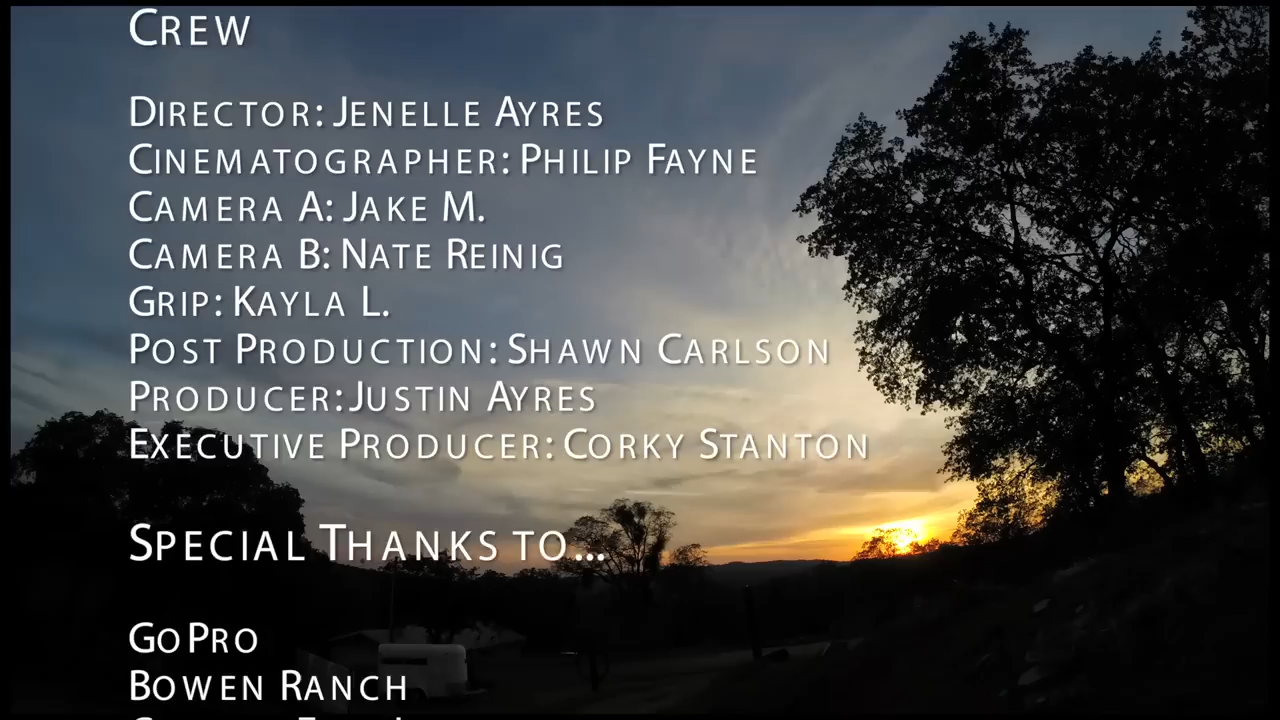 Crew
Director: Jenelle Ayres
Cinematographer: Philip Fayne
Camera A: Jake M.
Camera B: Nate Reinig
Grip: Kayla L.
Post Production: Shawn Carlson
Producer: Justin Ayres
Executive Producer: Corky Stanton
Special Thanks to...
GoPro
Bowen Ranch